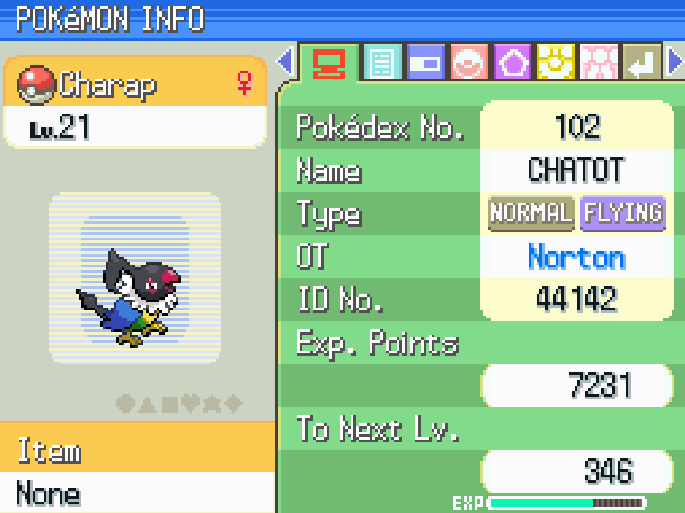 POKéMON INFO
Charap ♀
Lv.21
Pokédex No. 102
Name CHATOT
Type NORMAL FLYING
OT Norton
ID No. 44142
Exp. Points
7231
To Next Lv.
346
EXP
Item
None